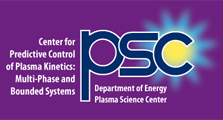 Center for
Predictive Control
of Plasma Kinetics:
Multi-Phase and
Bounded Systems
psc
Department of Energy
Plasma Science Center